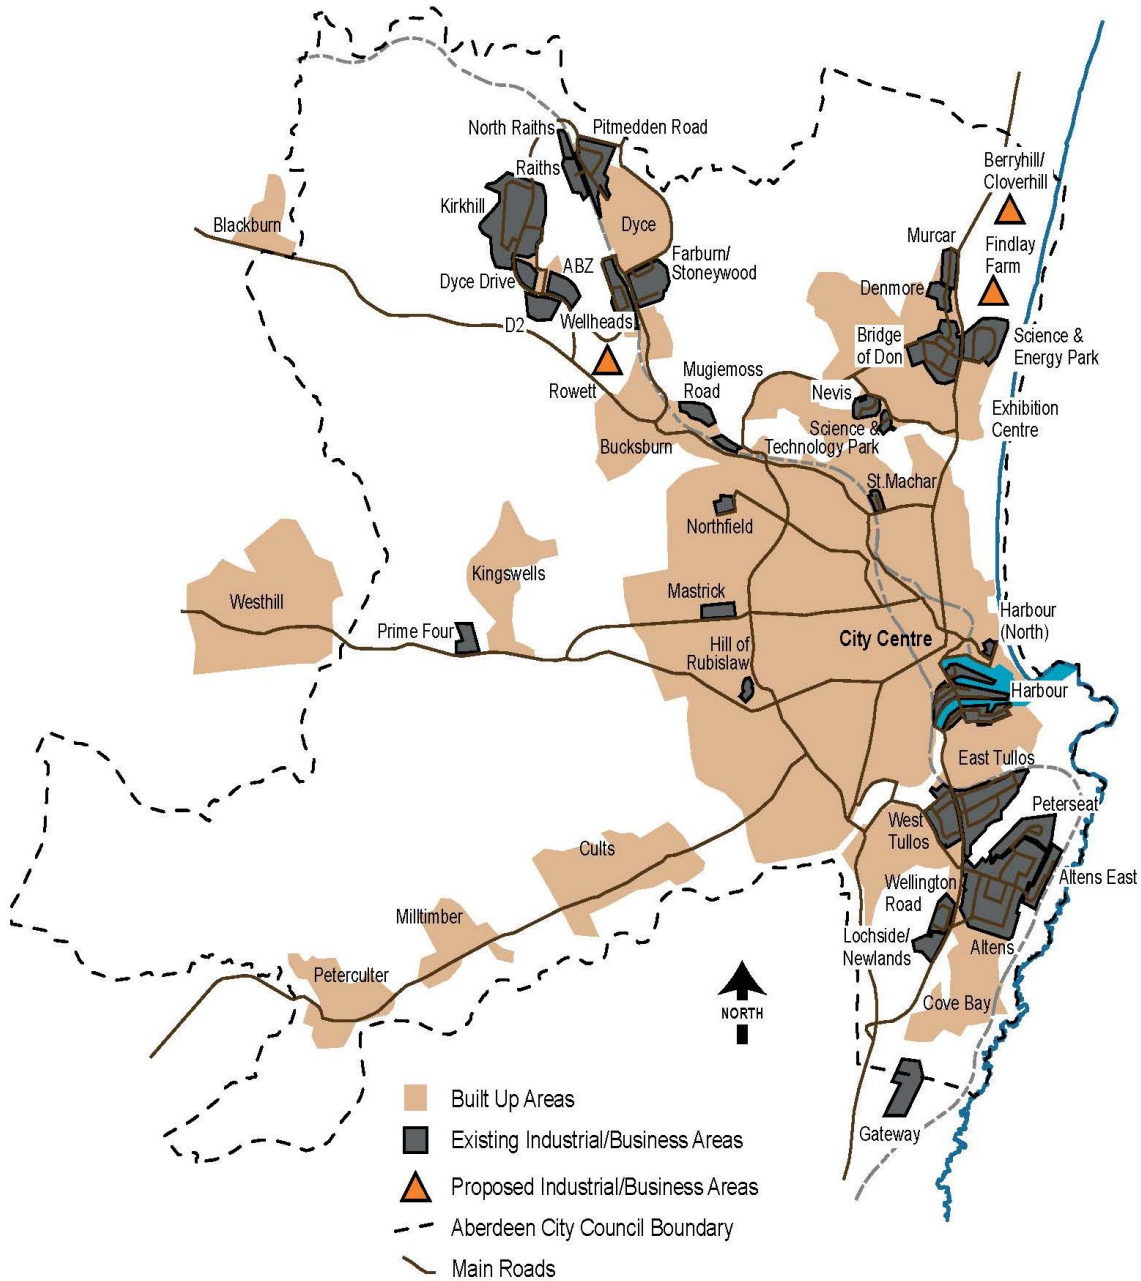 North Raiths
Pitmedden Road
Raiths
Kirkhill
Dyce
Blackburn
Berryhill/
Cloverhill
Murcar
Findlay
Farm
Farburn/
Stoneywood
ABZ
Dyce Drive
Denmore
D2
Wellheads
Bridge
of Don
Science &
Energy Park
Rowett
Mugiemoss
Road
Nevis
Exhibition
Centre
Bucksburn
Science &
Technology Park
St.Machar
Northfield
Kingswells
Westhill
Mastrick
Prime Four
City Centre
Harbour
(North)
Hill of
Rubislaw
Harbour
East Tullos
Peterseat
West
Tullos
Cults
Altens East
Wellington
Road
Milltimber
Lochside/
Newlands
Altens
Peterculter
Cove Bay
NORTH
Gateway
Built Up Areas
Existing Industrial/Business Areas
Proposed Industrial/Business Areas
Aberdeen City Council Boundary
Main Roads